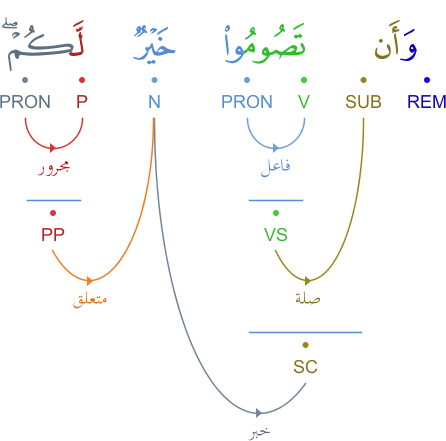 وَأَن تَصُومُوا۟ خَيْرٌ لَّكُمْ ۖ
REM SUB V PRON N P PRON
فاعل مجرور
VS PP
صلة متعلق
SC
خبر